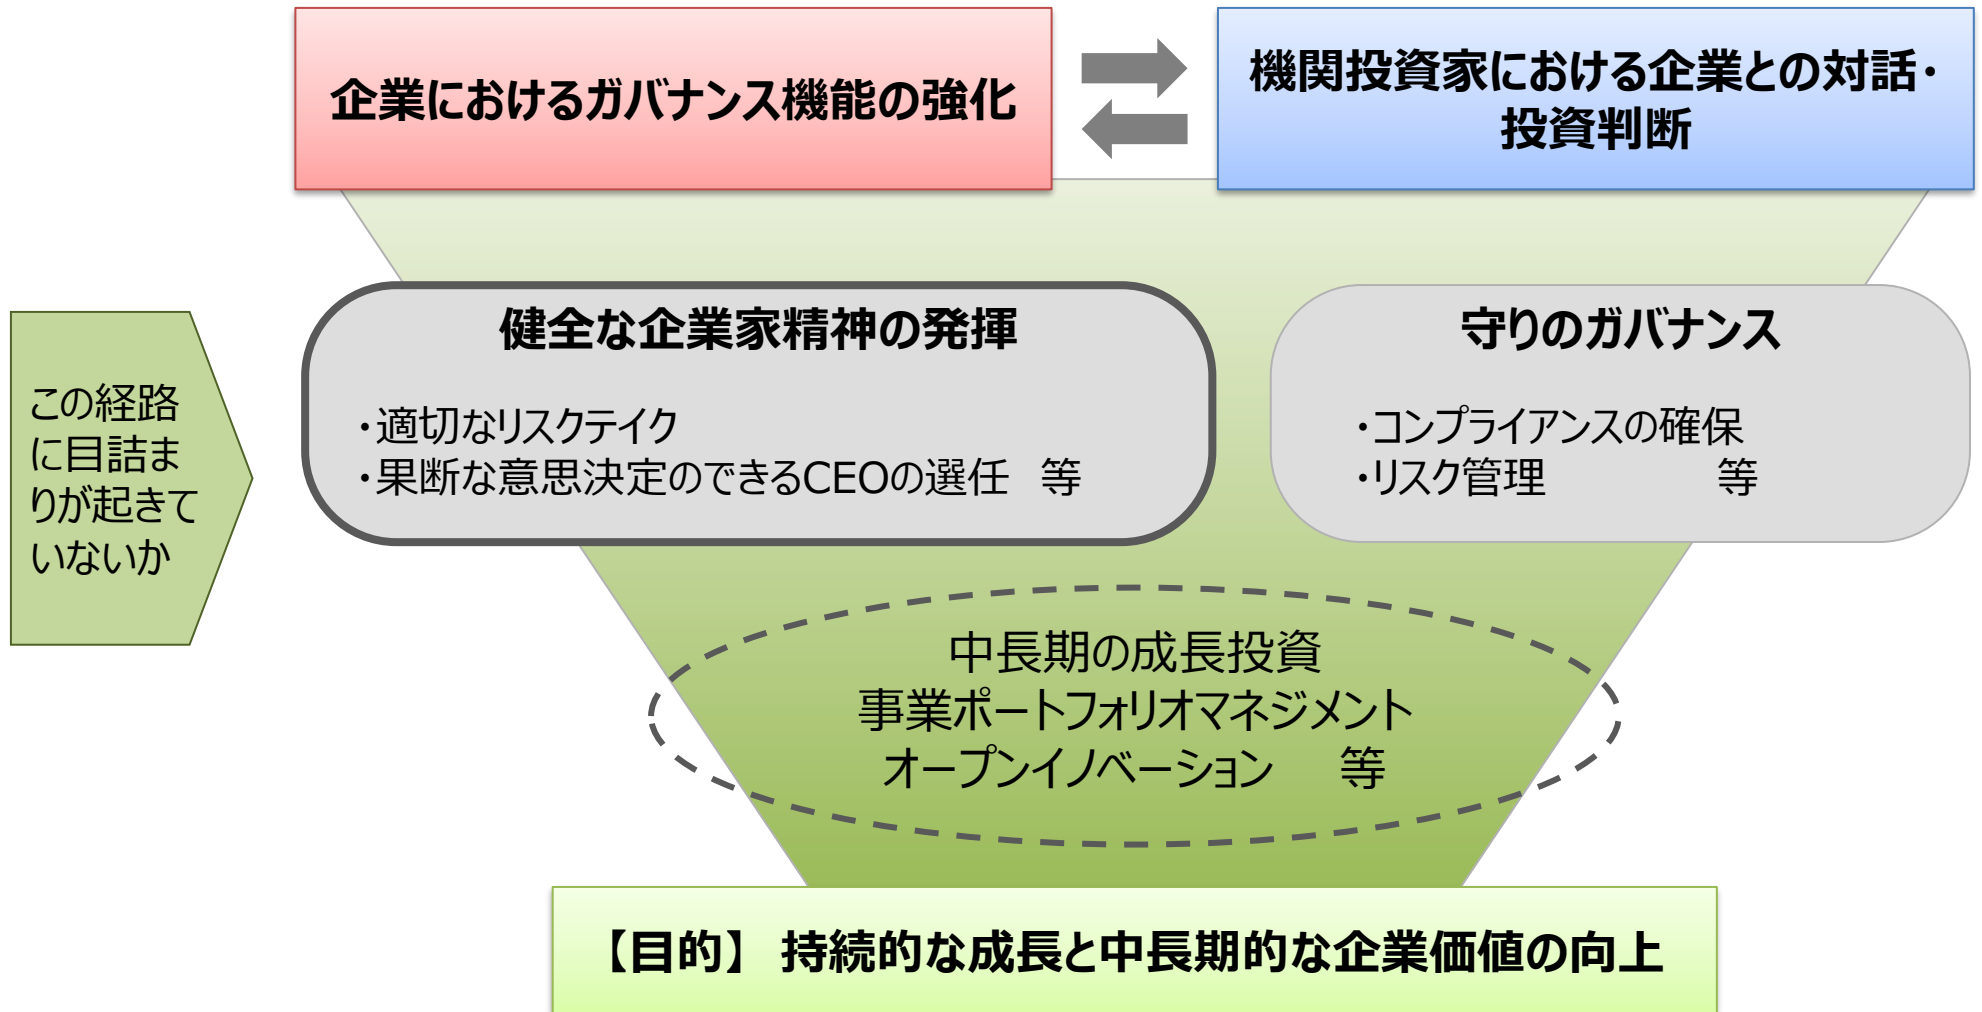 企業におけるガバナンス機能の強化
機関投資家における企業との対話・
投資判断
この経路
に目詰ま
りが起きて
いないか
健全な企業家精神の発揮
・適切なリスクテイク
・果断な意思決定のできるCEOの選任　等
守りのガバナンス
・コンプライアンスの確保
・リスク管理　　　　等
中長期の成長投資
事業ポートフォリオマネジメント
オープンイノベーション　等
【目的】 持続的な成長と中長期的な企業価値の向上